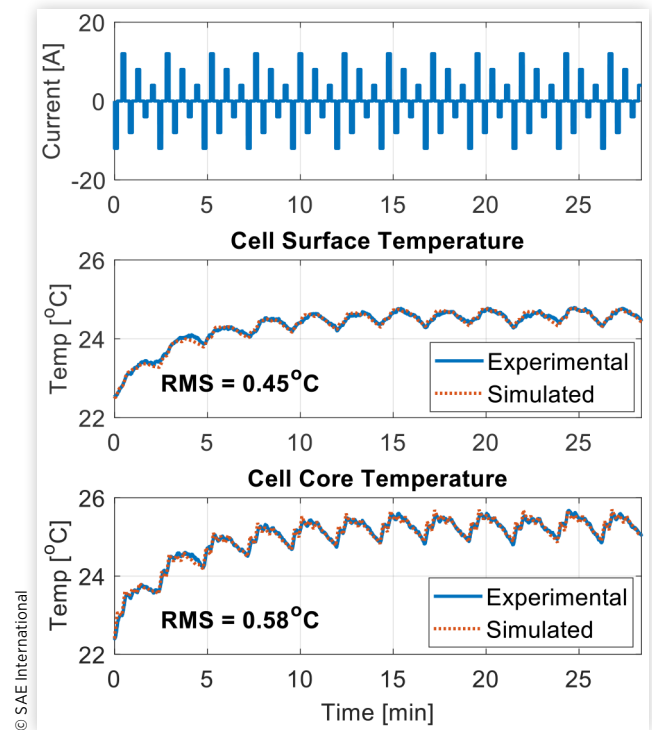 Current [A]
20
0
-20
0 5 10 15 20 25
Cell Surface Temperature
Temp [°C]
26
24
22
RMS = 0.45°C
Experimental
Simulated
0 5 10 15 20 25
Cell Core Temperature
Temp [°C]
26
24
22
RMS = 0.58°C
Experimental
Simulated
0 5 10 15 20 25
Time [min]
© SAE International